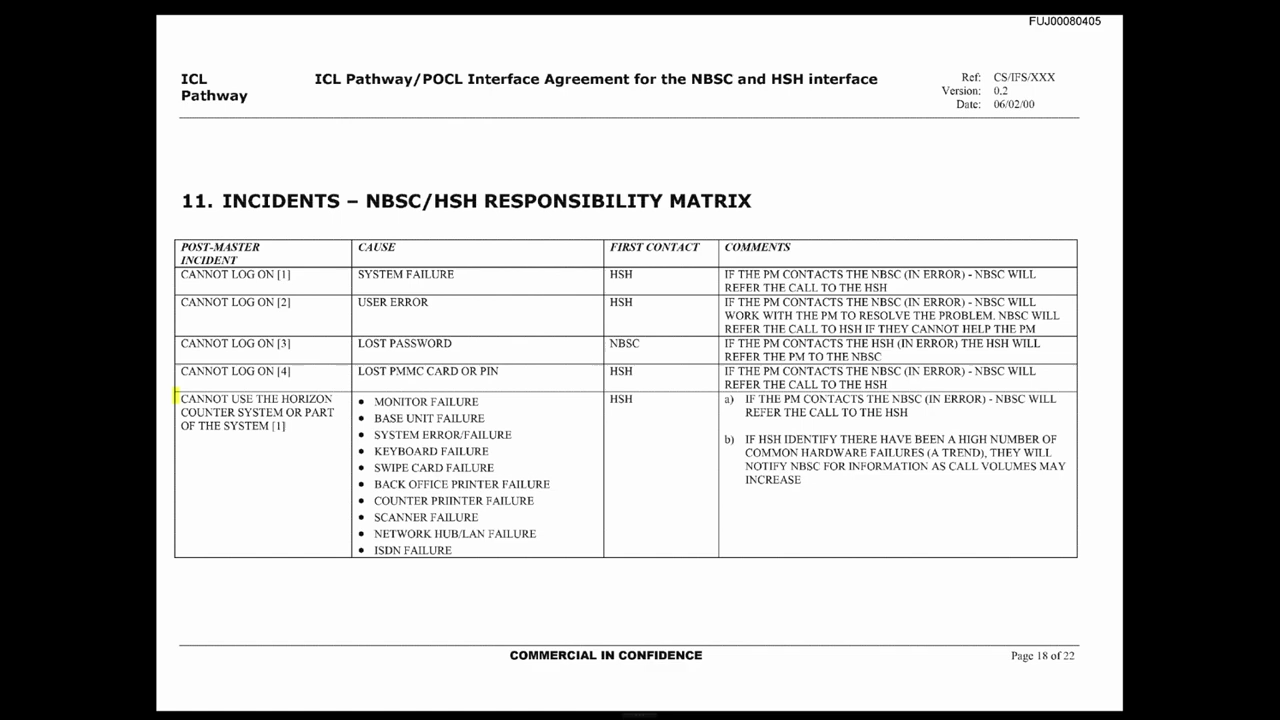 FUJ00080405
ICL Pathway/POCL Interface Agreement for the NBSC and HSH interface
ICL
Pathway
Ref: CS/IFS/XXX
Version: 0.2
Date: 06/02/00
11. INCIDENTS – NBSC/HSH RESPONSIBILITY MATRIX
POST-MASTER
INCIDENT
CAUSE
FIRST CONTACT
COMMENTS
CANNOT LOG ON [1]
SYSTEM FAILURE
HSH
IF THE PM CONTACTS THE NBSC (IN ERROR) - NBSC WILL
REFER THE CALL TO THE HSH
CANNOT LOG ON [2]
USER ERROR
HSH
IF THE PM CONTACTS THE NBSC (IN ERROR) - NBSC WILL
WORK WITH THE PM TO RESOLVE THE PROBLEM. NBSC WILL
REFER THE CALL TO HSH IF THEY CANNOT HELP THE PM
CANNOT LOG ON [3]
LOST PASSWORD
NBSC
IF THE PM CONTACTS THE HSH (IN ERROR) THE HSH WILL
REFER THE PM TO THE NBSC
CANNOT LOG ON [4]
LOST PMMC CARD OR PIN
HSH
IF THE PM CONTACTS THE NBSC (IN ERROR) - NBSC WILL
REFER THE CALL TO THE HSH
CANNOT USE THE HORIZON
COUNTER SYSTEM OR PART
OF THE SYSTEM [1]
• MONITOR FAILURE
• BASE UNIT FAILURE
• SYSTEM ERROR/FAILURE
• KEYBOARD FAILURE
• SWIPE CARD FAILURE
• BACK OFFICE PRINTER FAILURE
• COUNTER PRIINTER FAILURE
• SCANNER FAILURE
• NETWORK HUB/LAN FAILURE
• ISDN FAILURE
HSH
a) IF THE PM CONTACTS THE NBSC (IN ERROR) - NBSC WILL
REFER THE CALL TO THE HSH
b) IF HSH IDENTIFY THERE HAVE BEEN A HIGH NUMBER OF
COMMON HARDWARE FAILURES (A TREND), THEY WILL
NOTIFY NBSC FOR INFORMATION AS CALL VOLUMES MAY
INCREASE
COMMERCIAL IN CONFIDENCE
Page 18 of 22